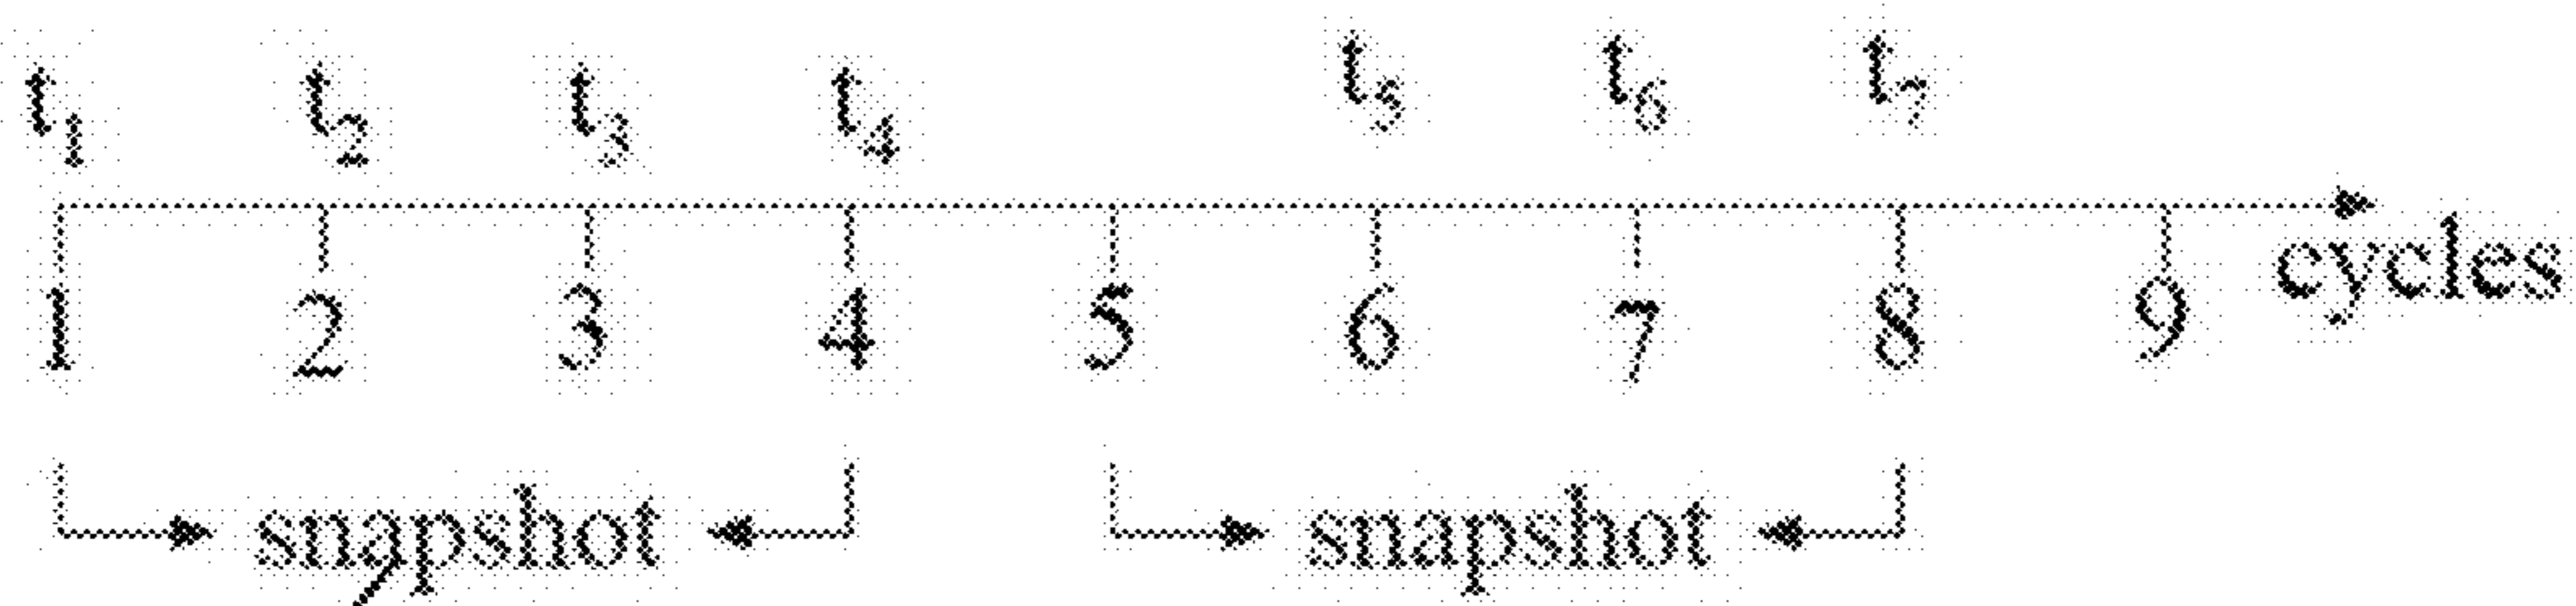 t₁ t₂ t₃ t₄ t₅ t₆ t₇
1 2 3 4 5 6 7 8 9 cycles
snapshot snapshot